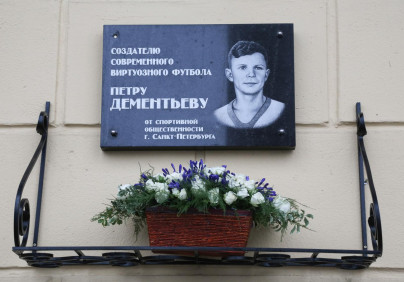 СОЗДАТЕЛЮ
СОВРЕМЕННОГО
ВИРТУОЗНОГО ФУТБОЛА
ПЕТРУ
ДЕМЕНТЬЕВУ
ОТ СПОРТИВНОЙ
ОБЩЕСТВЕННОСТИ
Г. САНКТ-ПЕТЕРБУРГА